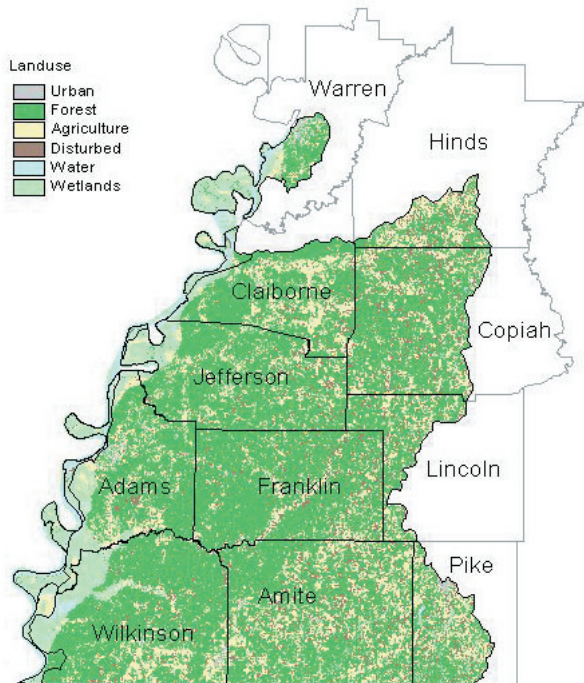 Landuse
Urban
Forest
Agriculture
Disturbed
Water
Wetlands
Warren
Hinds
Claiborne
Copiah
Jefferson
Lincoln
Adams
Franklin
Pike
Amite
Wilkinson